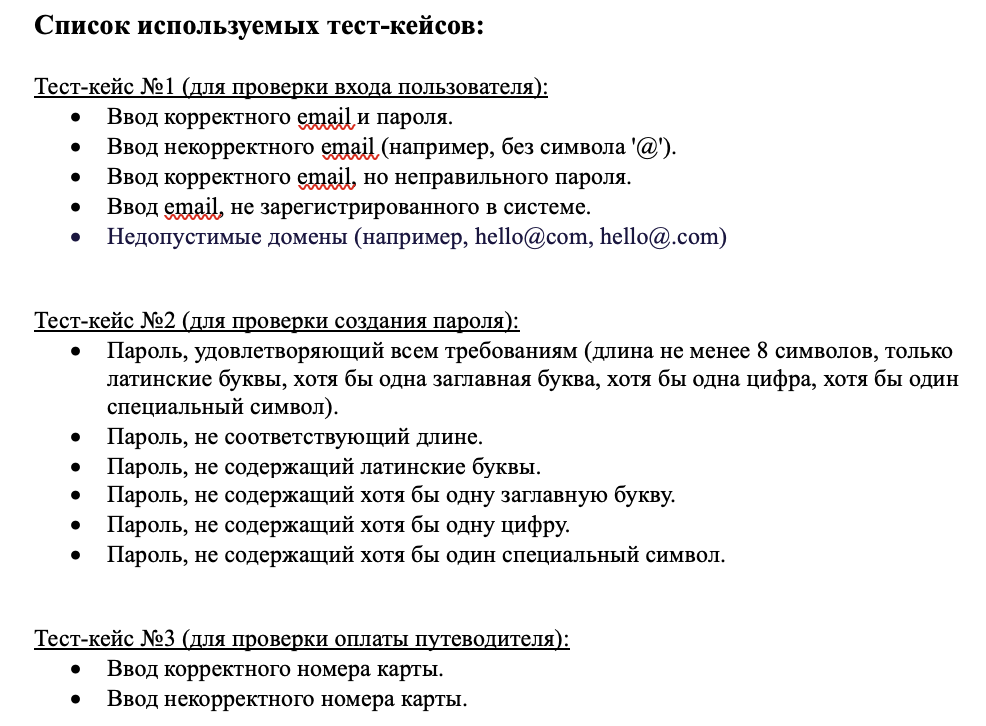 Список используемых тест-кейсов:
Тест-кейс №1 (для проверки входа пользователя):
• Ввод корректного email и пароля.
• Ввод некорректного email (например, без символа '@').
• Ввод корректного email, но неправильного пароля.
• Ввод email, не зарегистрированного в системе.
• Недопустимые домены (например, hello@com, hello@.com)
Тест-кейс №2 (для проверки создания пароля):
• Пароль, удовлетворяющий всем требованиям (длина не менее 8 символов, только
латинские буквы, хотя бы одна заглавная буква, хотя бы одна цифра, хотя бы один
специальный символ).
• Пароль, не соответствующий длине.
• Пароль, не содержащий латинские буквы.
• Пароль, не содержащий хотя бы одну заглавную букву.
• Пароль, не содержащий хотя бы одну цифру.
• Пароль, не содержащий хотя бы один специальный символ.
Тест-кейс №3 (для проверки оплаты путеводителя):
• Ввод корректного номера карты.
• Ввод некорректного номера карты.